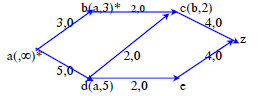 b(a,3)* 2,0 c(b,2)
3,0 4,0
a(,∞)* 2,0 4,0 z
5,0
d(a,5) 2,0 e